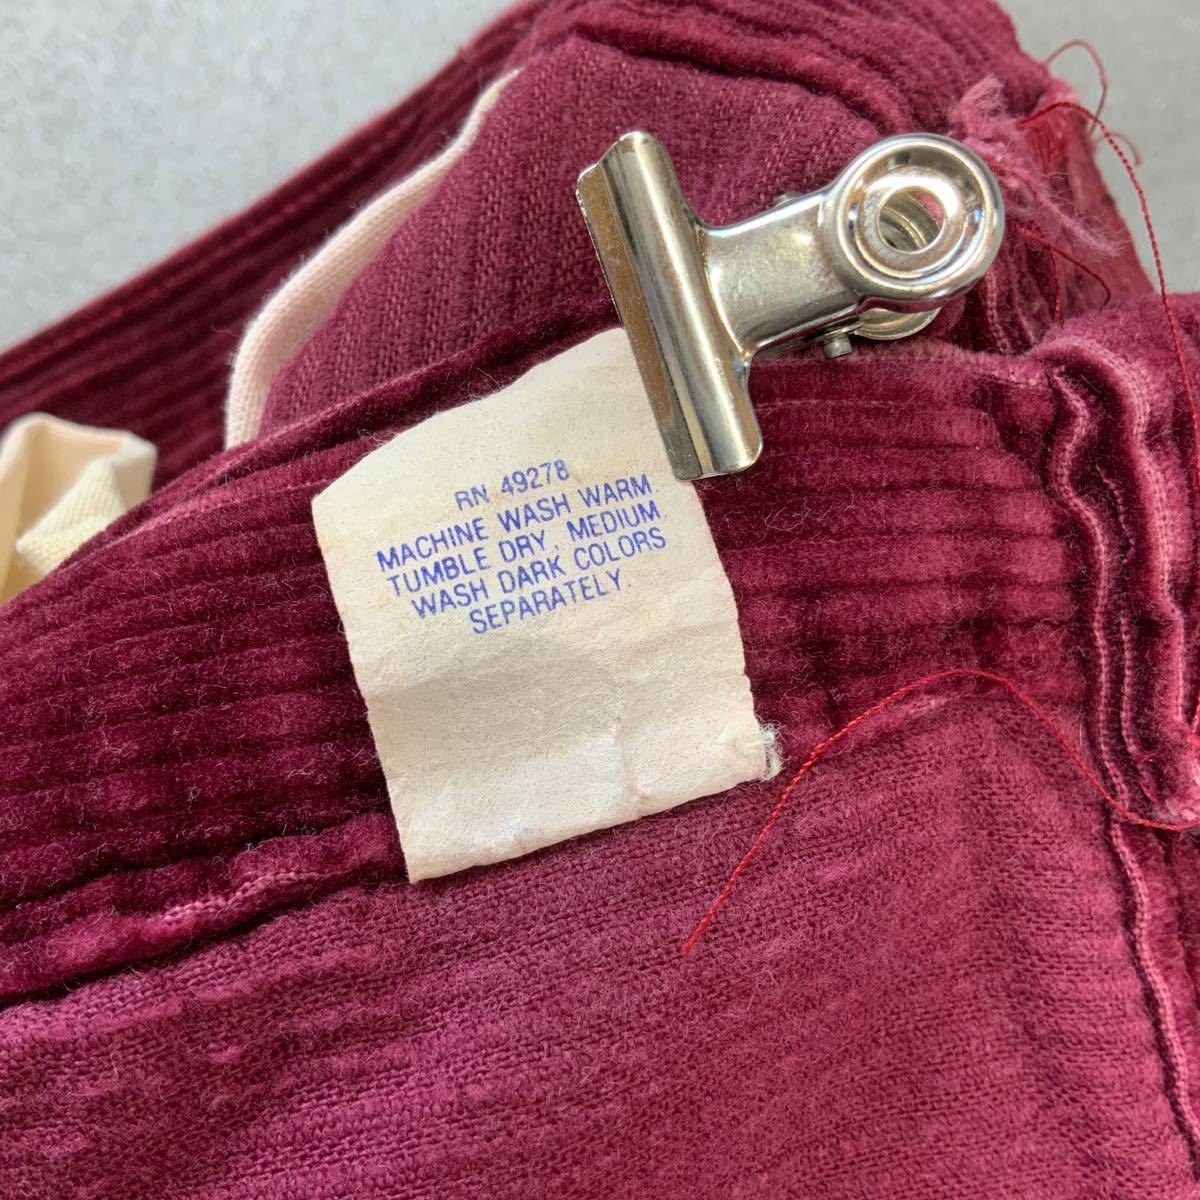 RN 49278
MACHINE WASH WARM.
TUMBLE DRY, MEDIUM.
WASH DARK COLORS
SEPARATELY.